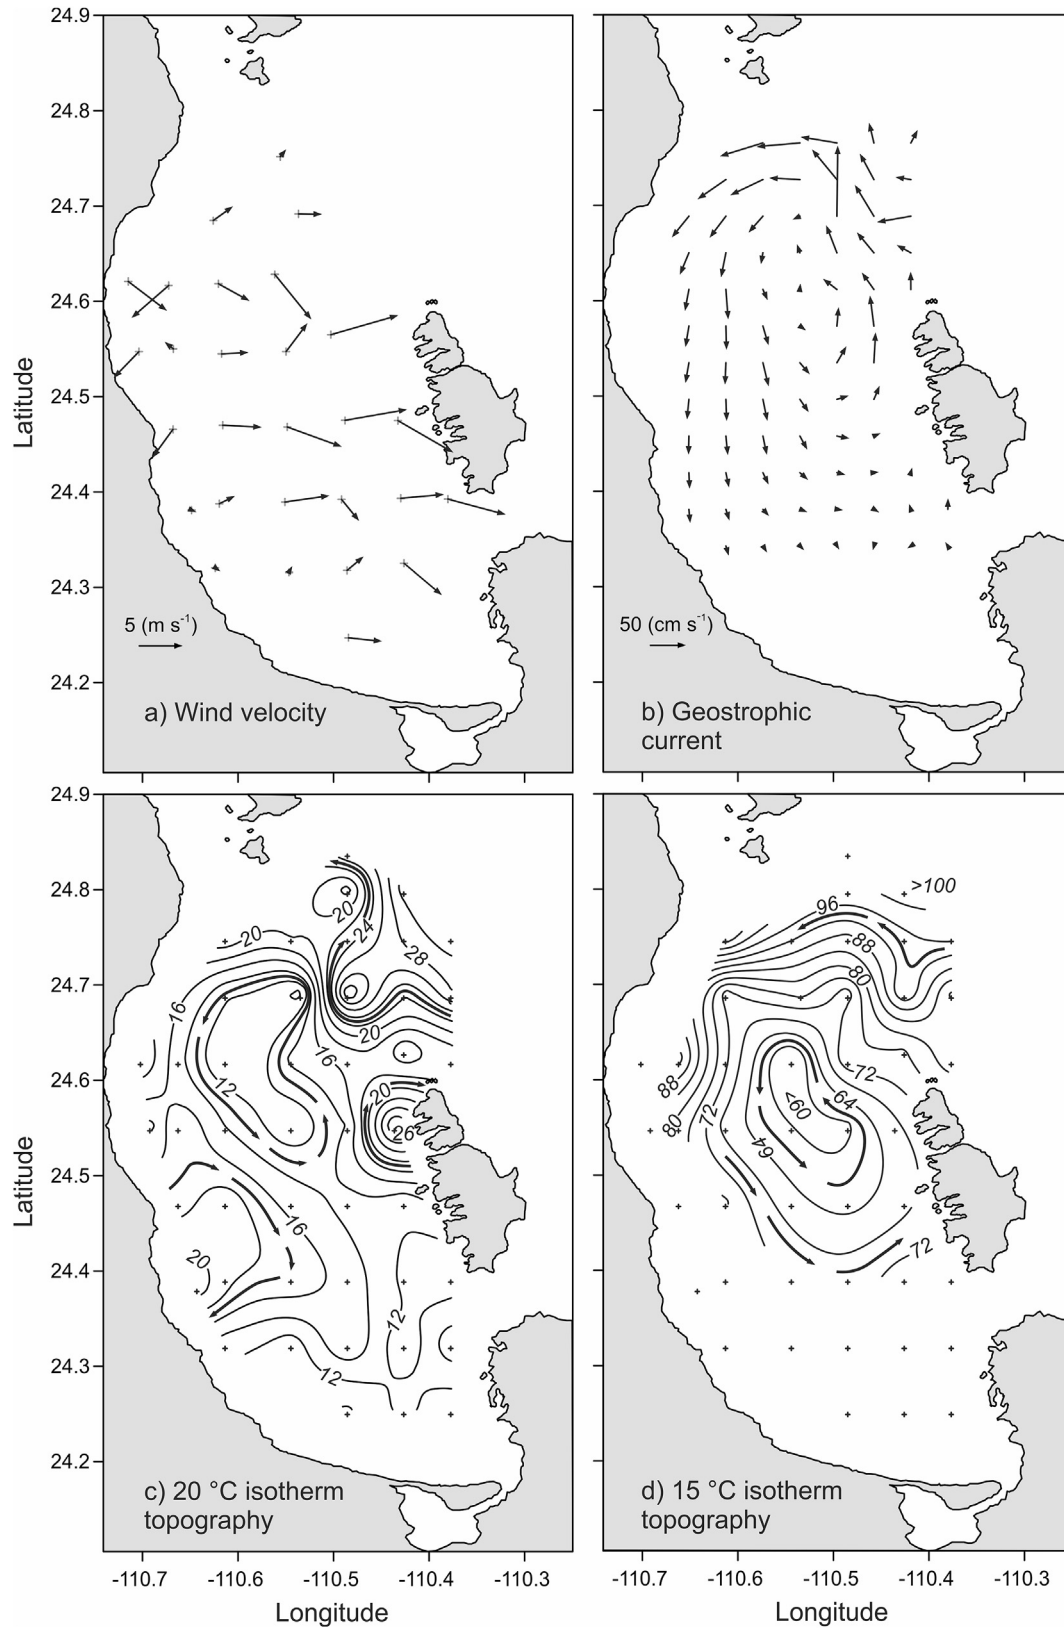 24.9
24.8
24.7
24.6
24.5
24.4
24.3
24.2
Latitude
5 (m s⁻¹)
a) Wind velocity
50 (cm s⁻¹)
b) Geostrophic
current
24.9
24.8
24.7
24.6
24.5
24.4
24.3
24.2
Latitude
20
20
24
28
16
20
16
12
20
26
16
20
12
12
c) 20 °C isotherm
topography
>100
96
88
80
72
88
80
72
<60
64
64
72
d) 15 °C isotherm
topography
-110.7 -110.6 -110.5 -110.4 -110.3
Longitude
-110.7 -110.6 -110.5 -110.4 -110.3
Longitude